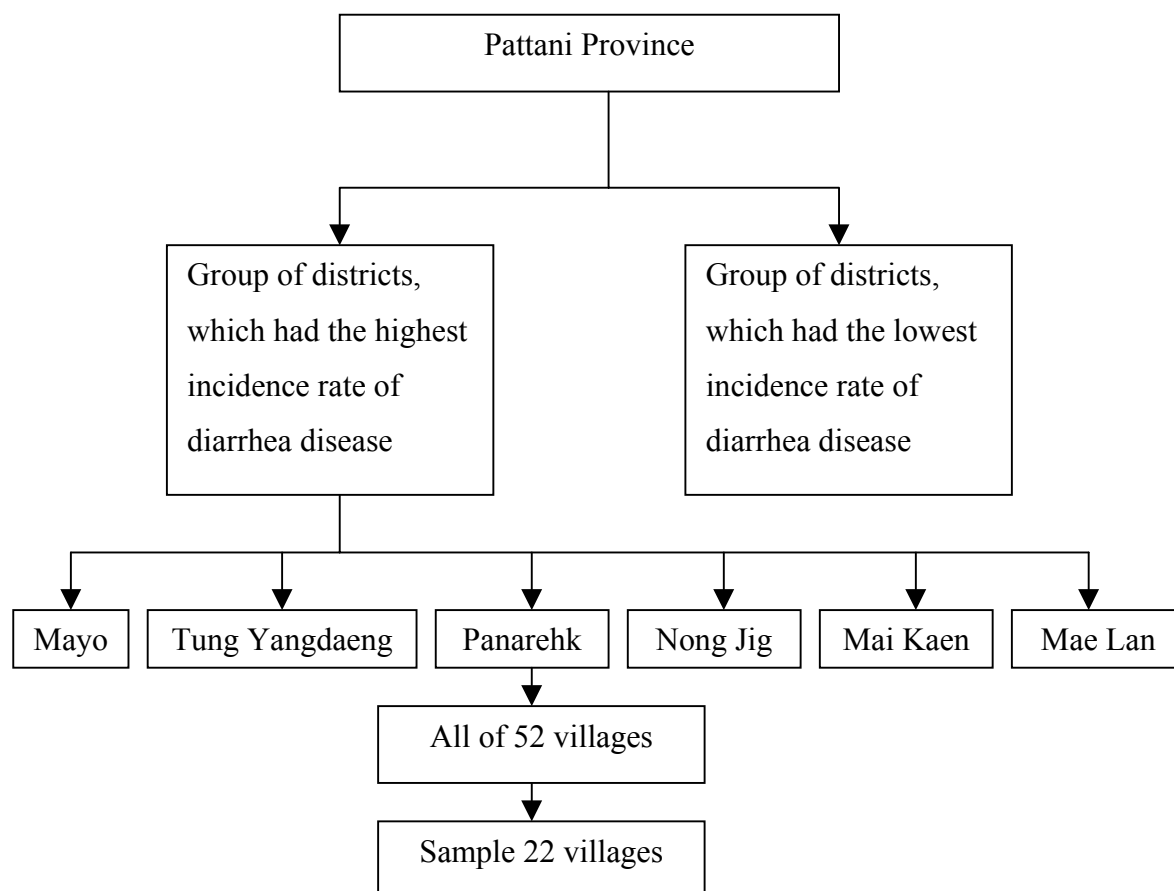 Pattani Province
Group of districts,
which had the highest
incidence rate of
diarrhea disease
Group of districts,
which had the lowest
incidence rate of
diarrhea disease
Mayo
Tung Yangdaeng
Panarehk
Nong Jig
Mai Kaen
Mae Lan
All of 52 villages
Sample 22 villages